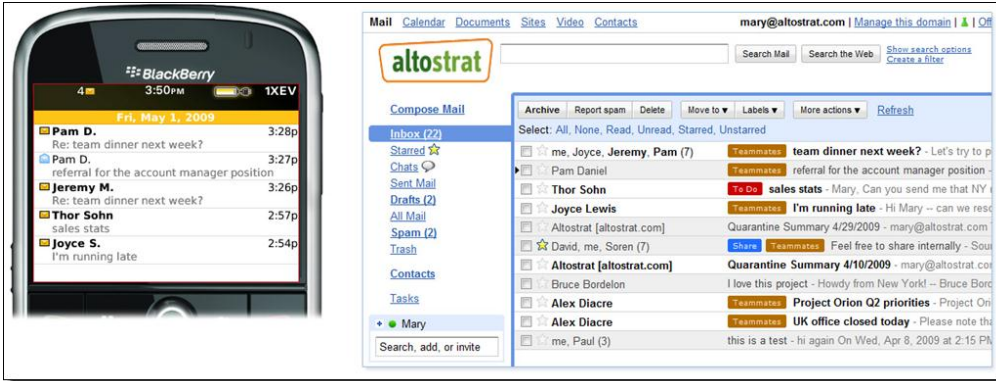 BlackBerry
4 3:50PM 1XEV
Fri, May 1, 2009
Pam D. 3:28p
Re: team dinner next week?
Pam D. 3:27p
referral for the account manager position
Jeremy M. 3:26p
Re: team dinner next week?
Thor Sohn 2:57p
sales stats
Joyce S. 2:54p
I'm running late
Mail Calendar Documents Sites Video Contacts mary@altostrat.com | Manage this domain | Off
altostrat
Search Mail Search the Web Show search options
Create a filter
Compose Mail
Inbox (22)
Starred
Chats
Sent Mail
Drafts (2)
All Mail
Spam (2)
Trash
Contacts
Tasks
+ Mary
Search, add, or invite
Archive Report spam Delete Move to ▼ Labels ▼ More actions ▼ Refresh
Select: All, None, Read, Unread, Starred, Unstarred
me, Joyce, Jeremy, Pam (7) Teammates team dinner next week? - Let's try to p
Pam Daniel Teammates referral for the account manager position -
Thor Sohn To Do sales stats - Mary, Can you send me that NY
Joyce Lewis Teammates I'm running late - Hi Mary -- can we resc
Altostrat [altostrat.com] Quarantine Summary 4/29/2009 - mary@altostrat.com
David, me, Soren (7) Share Teammates Feel free to share internally - Sou
Altostrat [altostrat.com] Quarantine Summary 4/10/2009 - mary@altostrat.co
Bruce Bordelon I love this project - Howdy from New York! -- Bruce Bord
Alex Diacre Teammates Project Orion Q2 priorities - Project Ori
Alex Diacre Teammates UK office closed today - Please note tha
me, Paul (3) this is a test - hi again On Wed, Apr 8, 2009 at 2:15 PM